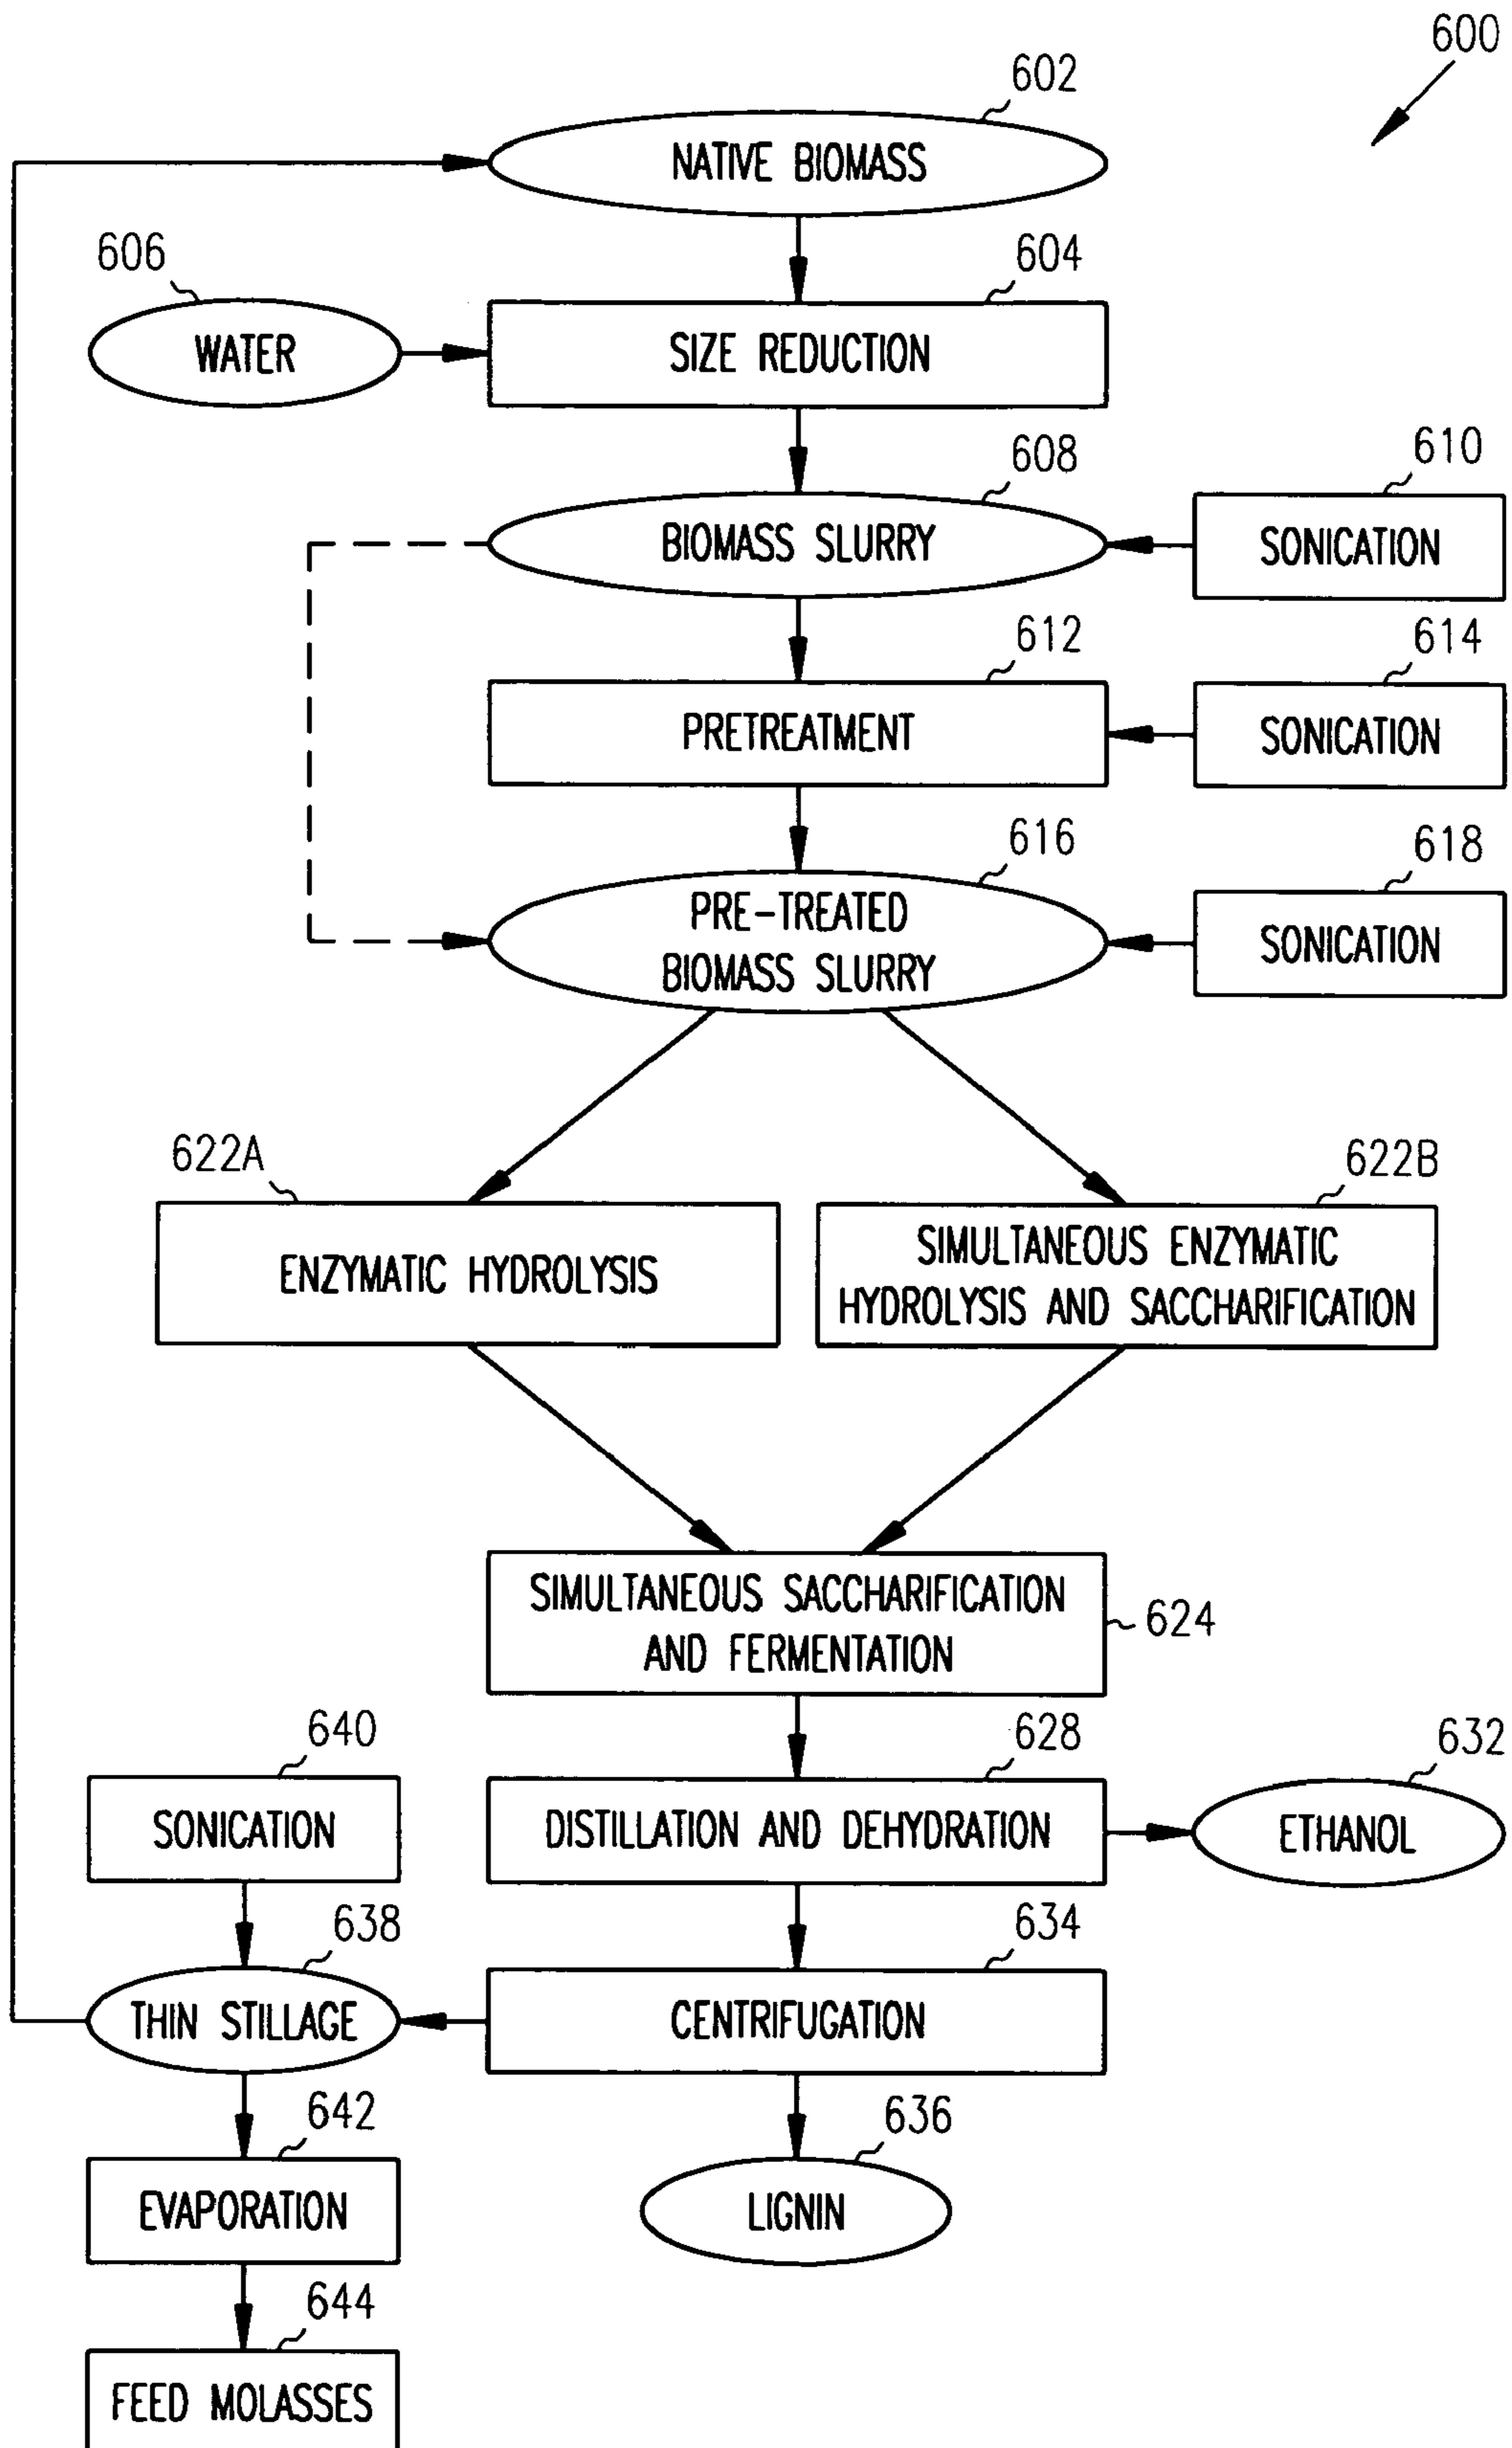 600
602
NATIVE BIOMASS
606
604
WATER
SIZE REDUCTION
608
610
BIOMASS SLURRY
SONICATION
612
614
PRETREATMENT
SONICATION
616
618
PRE-TREATED
BIOMASS SLURRY
SONICATION
622A
622B
ENZYMATIC HYDROLYSIS
SIMULTANEOUS ENZYMATIC
HYDROLYSIS AND SACCHARIFICATION
SIMULTANEOUS SACCHARIFICATION
AND FERMENTATION
624
640
628
632
SONICATION
DISTILLATION AND DEHYDRATION
ETHANOL
638
634
THIN STILLAGE
CENTRIFUGATION
642
636
EVAPORATION
LIGNIN
644
FEED MOLASSES